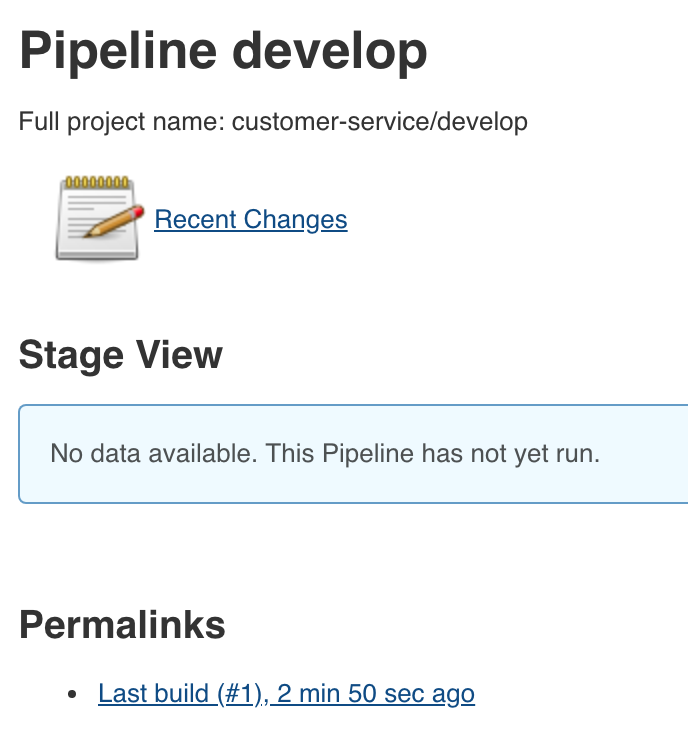 Pipeline develop
Full project name: customer-service/develop
Recent Changes
Stage View
No data available. This Pipeline has not yet run.
Permalinks
Last build (#1), 2 min 50 sec ago